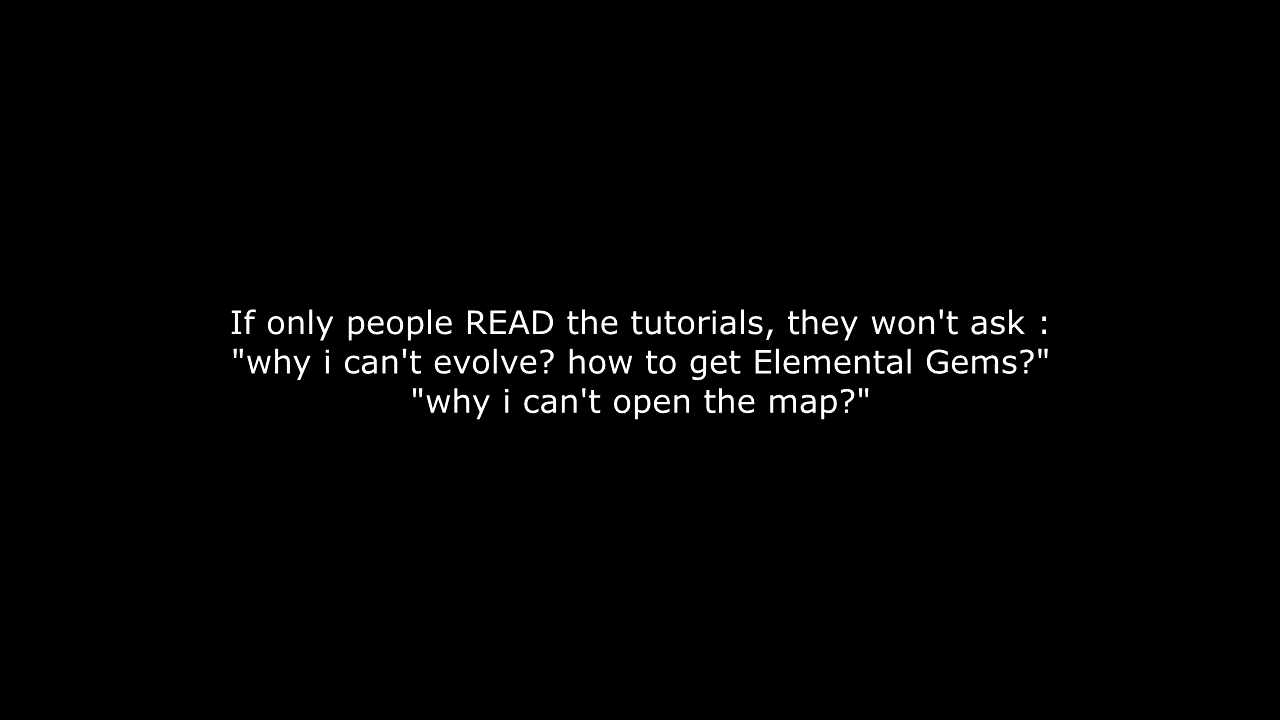 If only people READ the tutorials, they won't ask :
"why i can't evolve? how to get Elemental Gems?"
"why i can't open the map?"